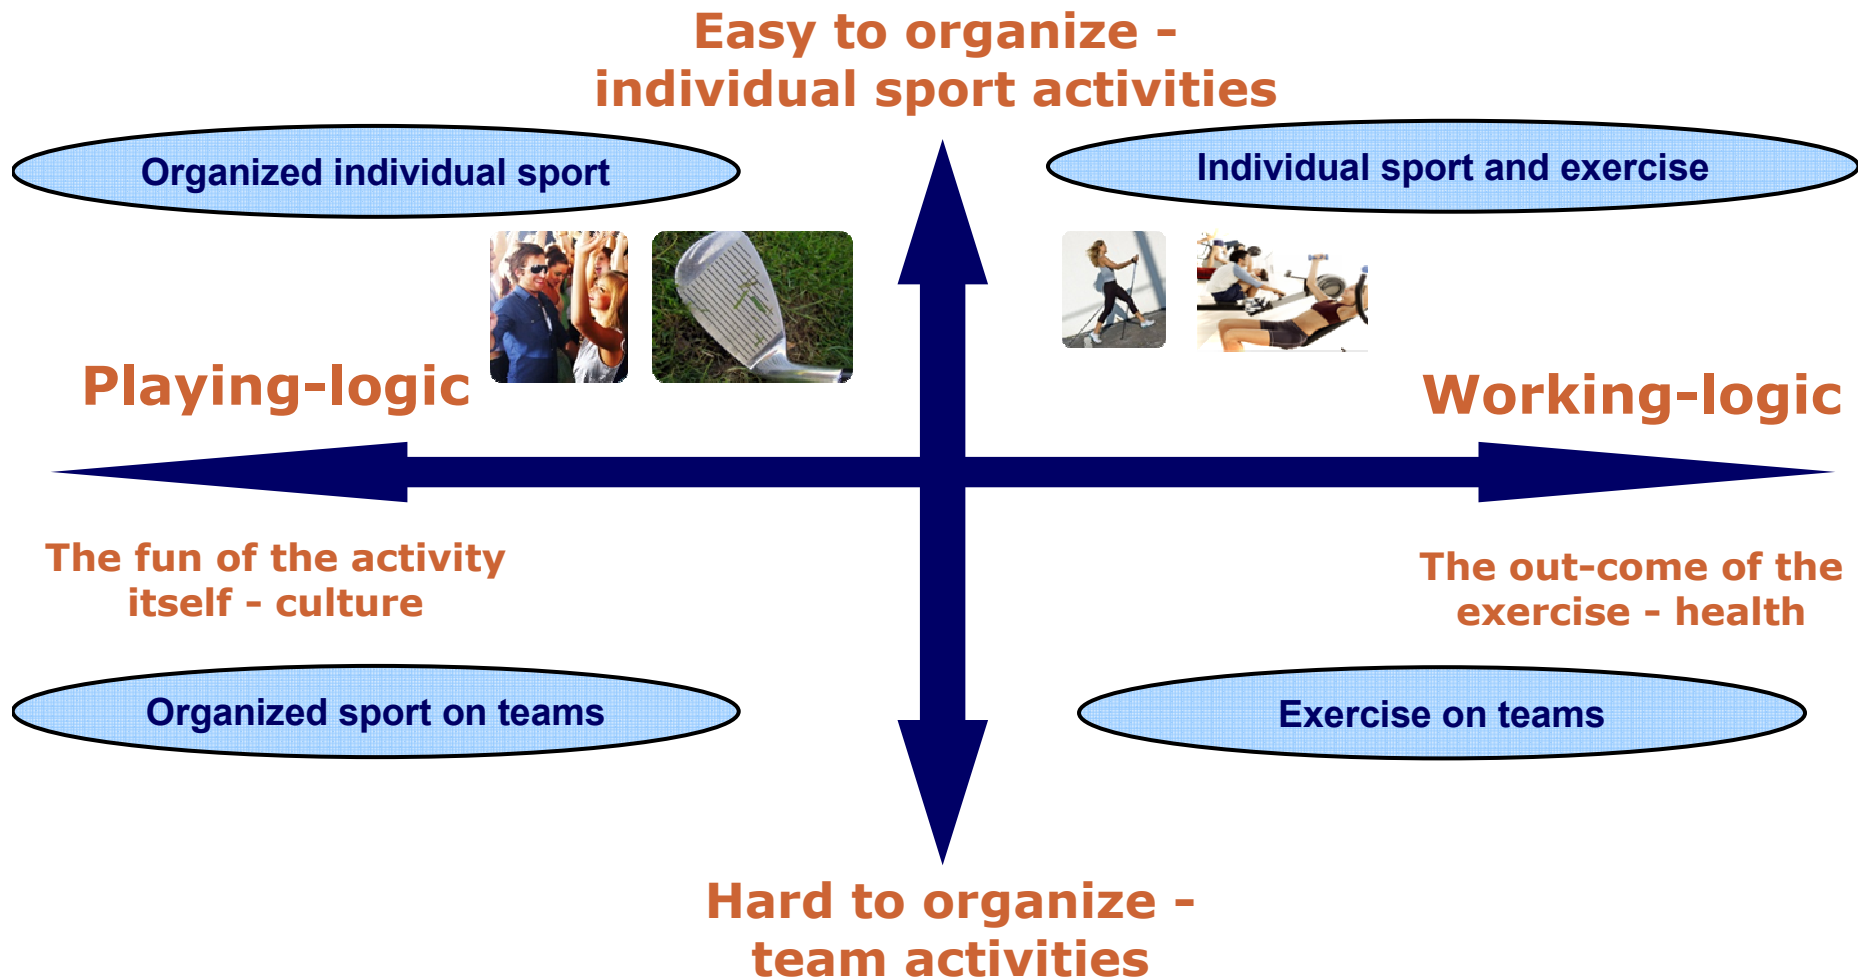 Easy to organize -
individual sport activities
Organized individual sport
Individual sport and exercise
Playing-logic
Working-logic
The fun of the activity
itself - culture
The out-come of the
exercise - health
Organized sport on teams
Exercise on teams
Hard to organize -
team activities